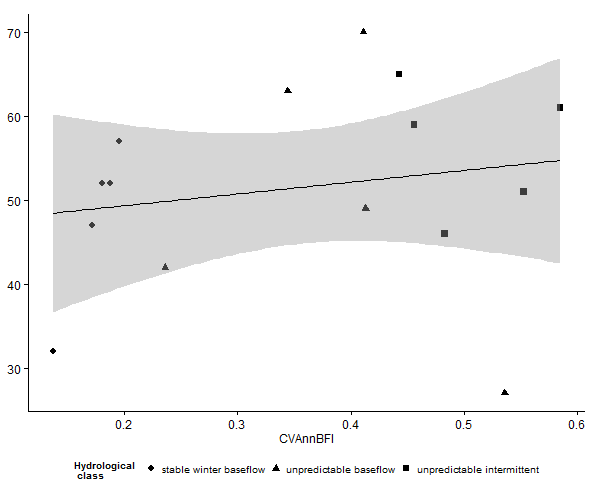 70
60
50
40
30
0.2 0.3 0.4 0.5 0.6
CVAnnBFI
Hydrological
class
stable winter baseflow unpredictable baseflow unpredictable intermittent